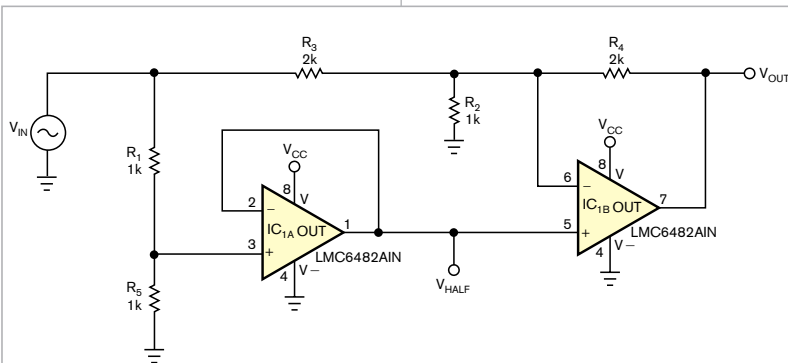 R3
2k
R4
2k
VOUT
R2
1k
VIN
VCC
VCC
R1
1k
8
V
8
V
2
−
6
−
IC1A OUT
1
IC1B OUT
7
3
+
5
+
LMC6482AIN
LMC6482AIN
4
V−
4
V−
VHALF
R5
1k